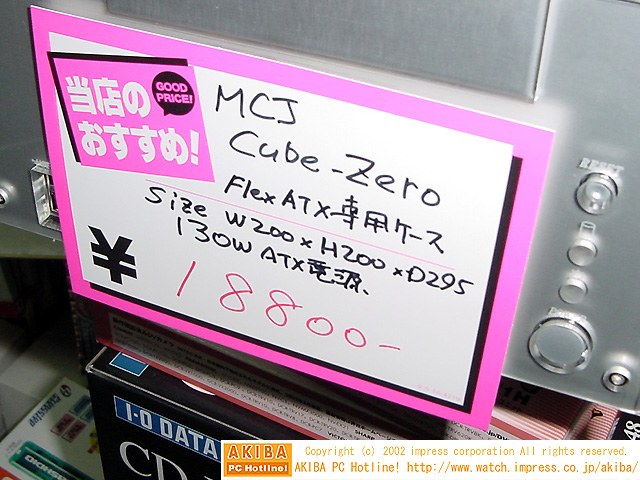 当店の
おすすめ!
GOOD
PRICE!
MCJ
Cube-Zero
FlexATX専用ケース
Size W200×H200×D295
130W ATX電源、
¥ 18800-
RESET
POWER
I-O DATA
CD-
AKIBA
PC Hotline!
Copyright (c) 2002 impress corporation All rights reserved.
AKIBA PC Hotline! http://www.watch.impress.co.jp/akiba/